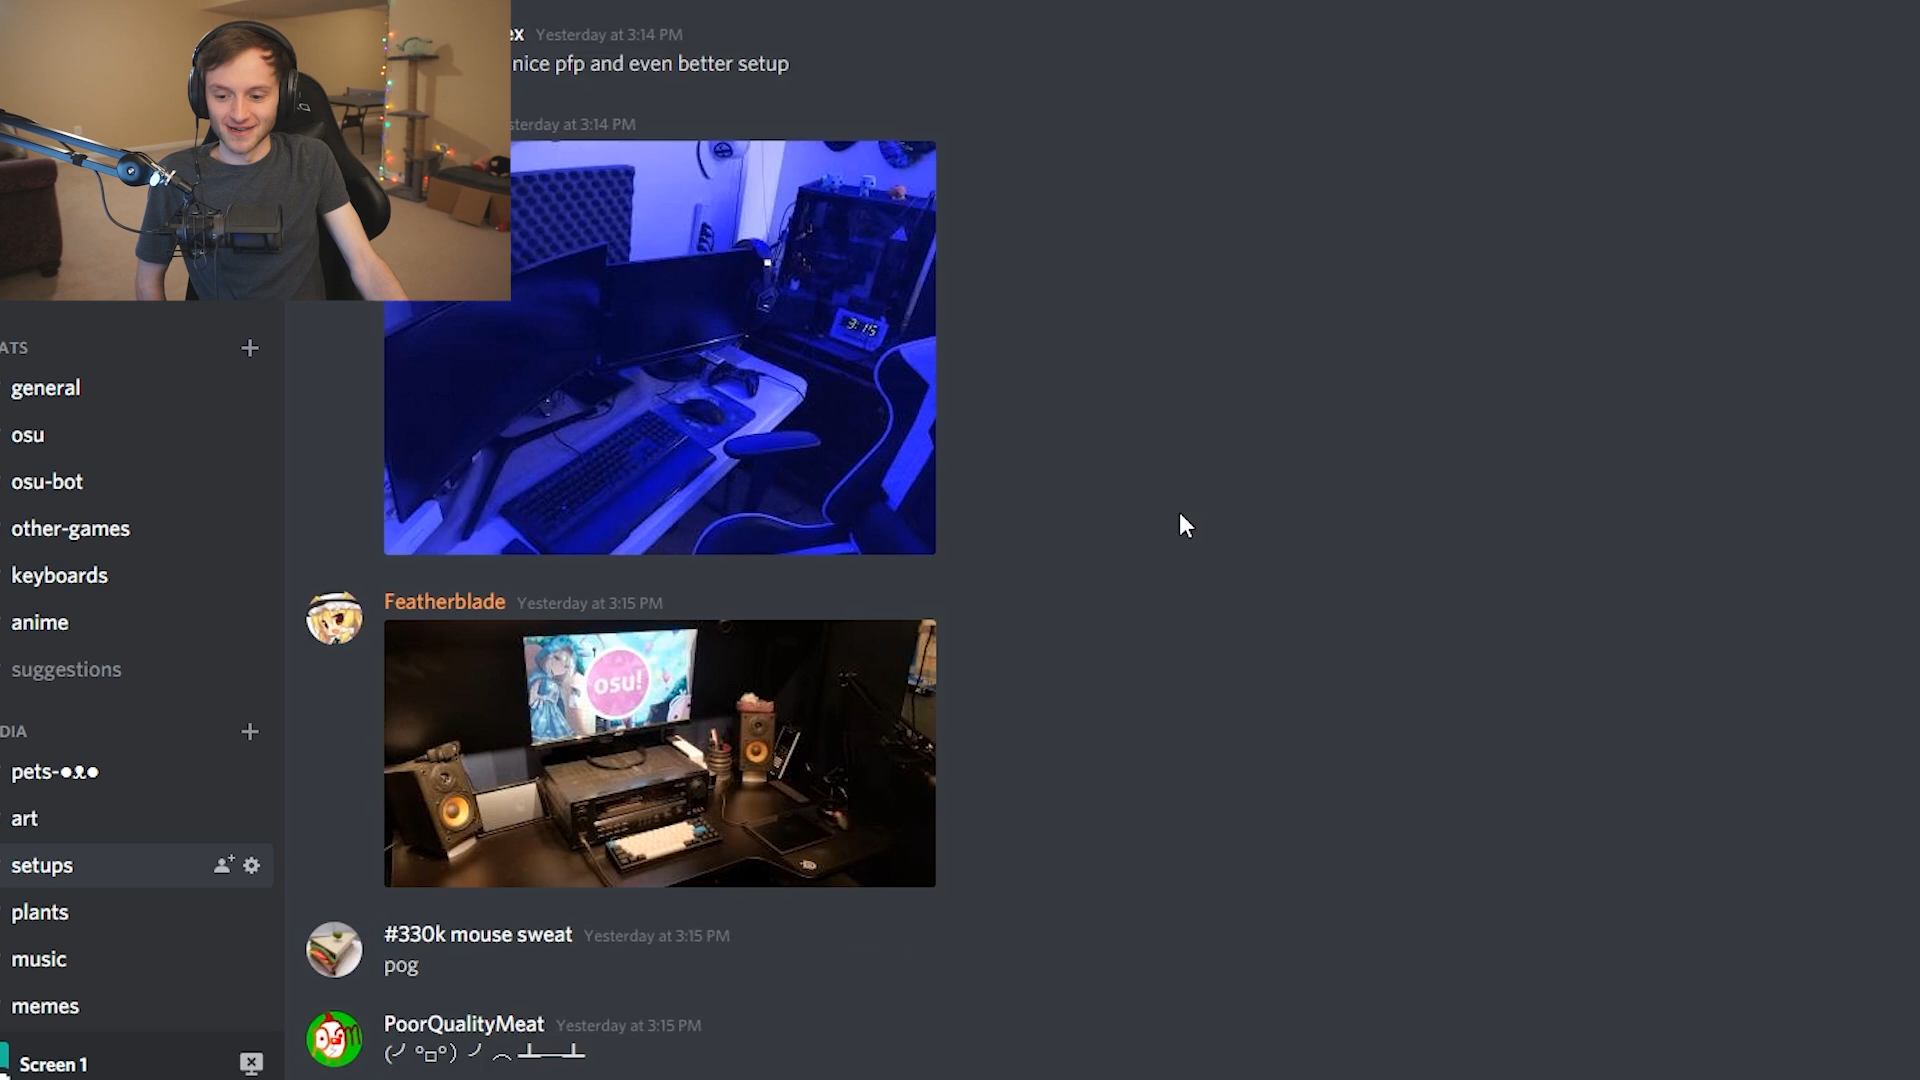 ex Yesterday at 3:14 PM
nice pfp and even better setup
sterday at 3:14 PM
3:15
ATS
general
osu
osu-bot
other-games
keyboards
anime
suggestions
DIA
pets-●ᴥ●
art
setups
plants
music
memes
Screen 1
Featherblade Yesterday at 3:15 PM
osu!
#330k mouse sweat Yesterday at 3:15 PM
pog
PoorQualityMeat Yesterday at 3:15 PM
(╯°□°)╯︵ ┻━┻